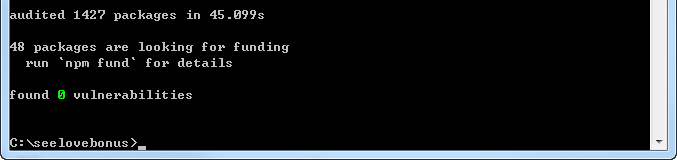 audited 1427 packages in 45.099s
48 packages are looking for funding
run `npm fund` for details
found 0 vulnerabilities
C:\seelovebonus>_